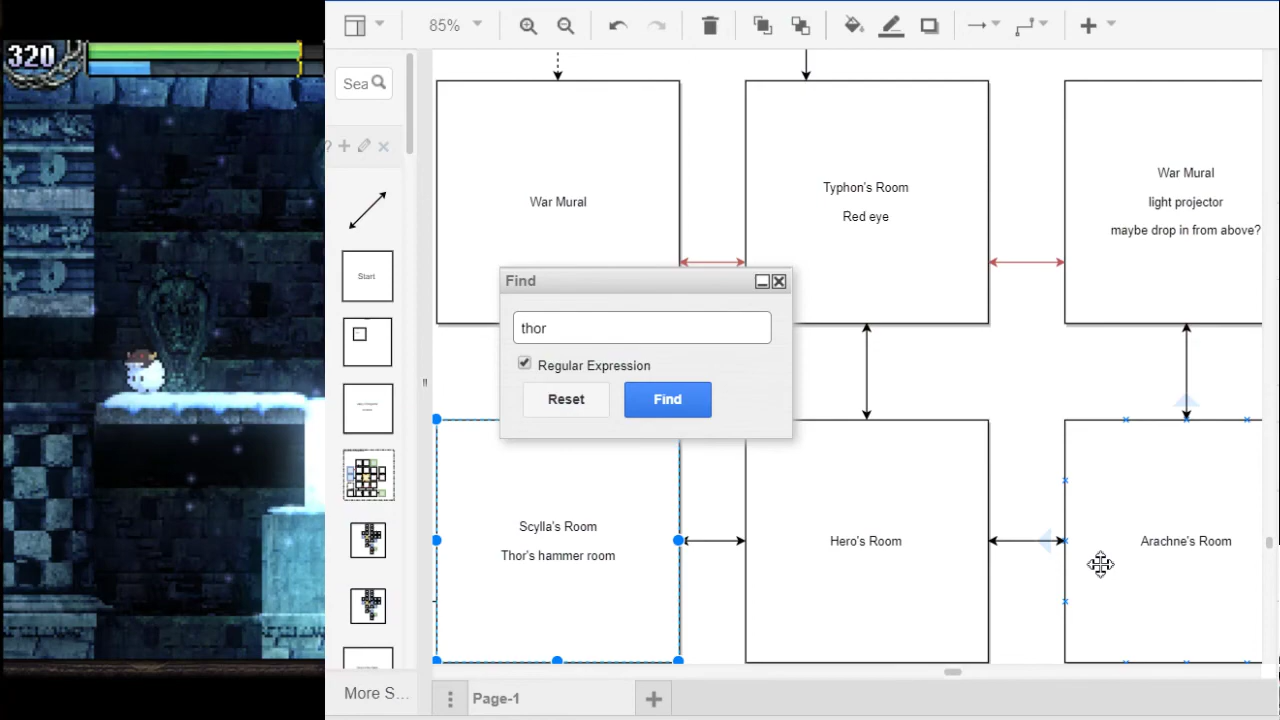 320
85%
Sea
?
Start
War Mural
Typhon's Room
Red eye
War Mural
light projector
maybe drop in from above?
Find
thor
Regular Expression
Reset
Find
Scylla's Room
Thor's hammer room
Hero's Room
Arachne's Room
More S...
Page-1